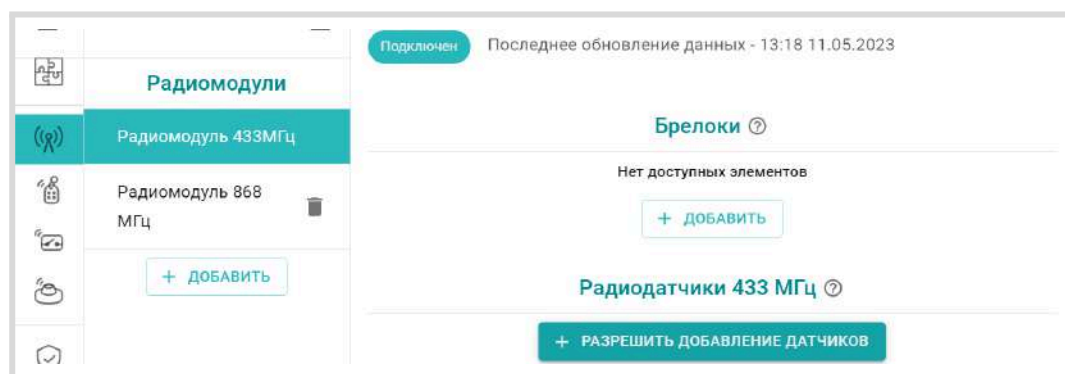 Подключен Последнее обновление данных - 13:18 11.05.2023
Радиомодули
Радиомодуль 433МГц
Радиомодуль 868
МГц
+ ДОБАВИТЬ
Брелоки
Нет доступных элементов
+ ДОБАВИТЬ
Радиодатчики 433 МГц
+ РАЗРЕШИТЬ ДОБАВЛЕНИЕ ДАТЧИКОВ